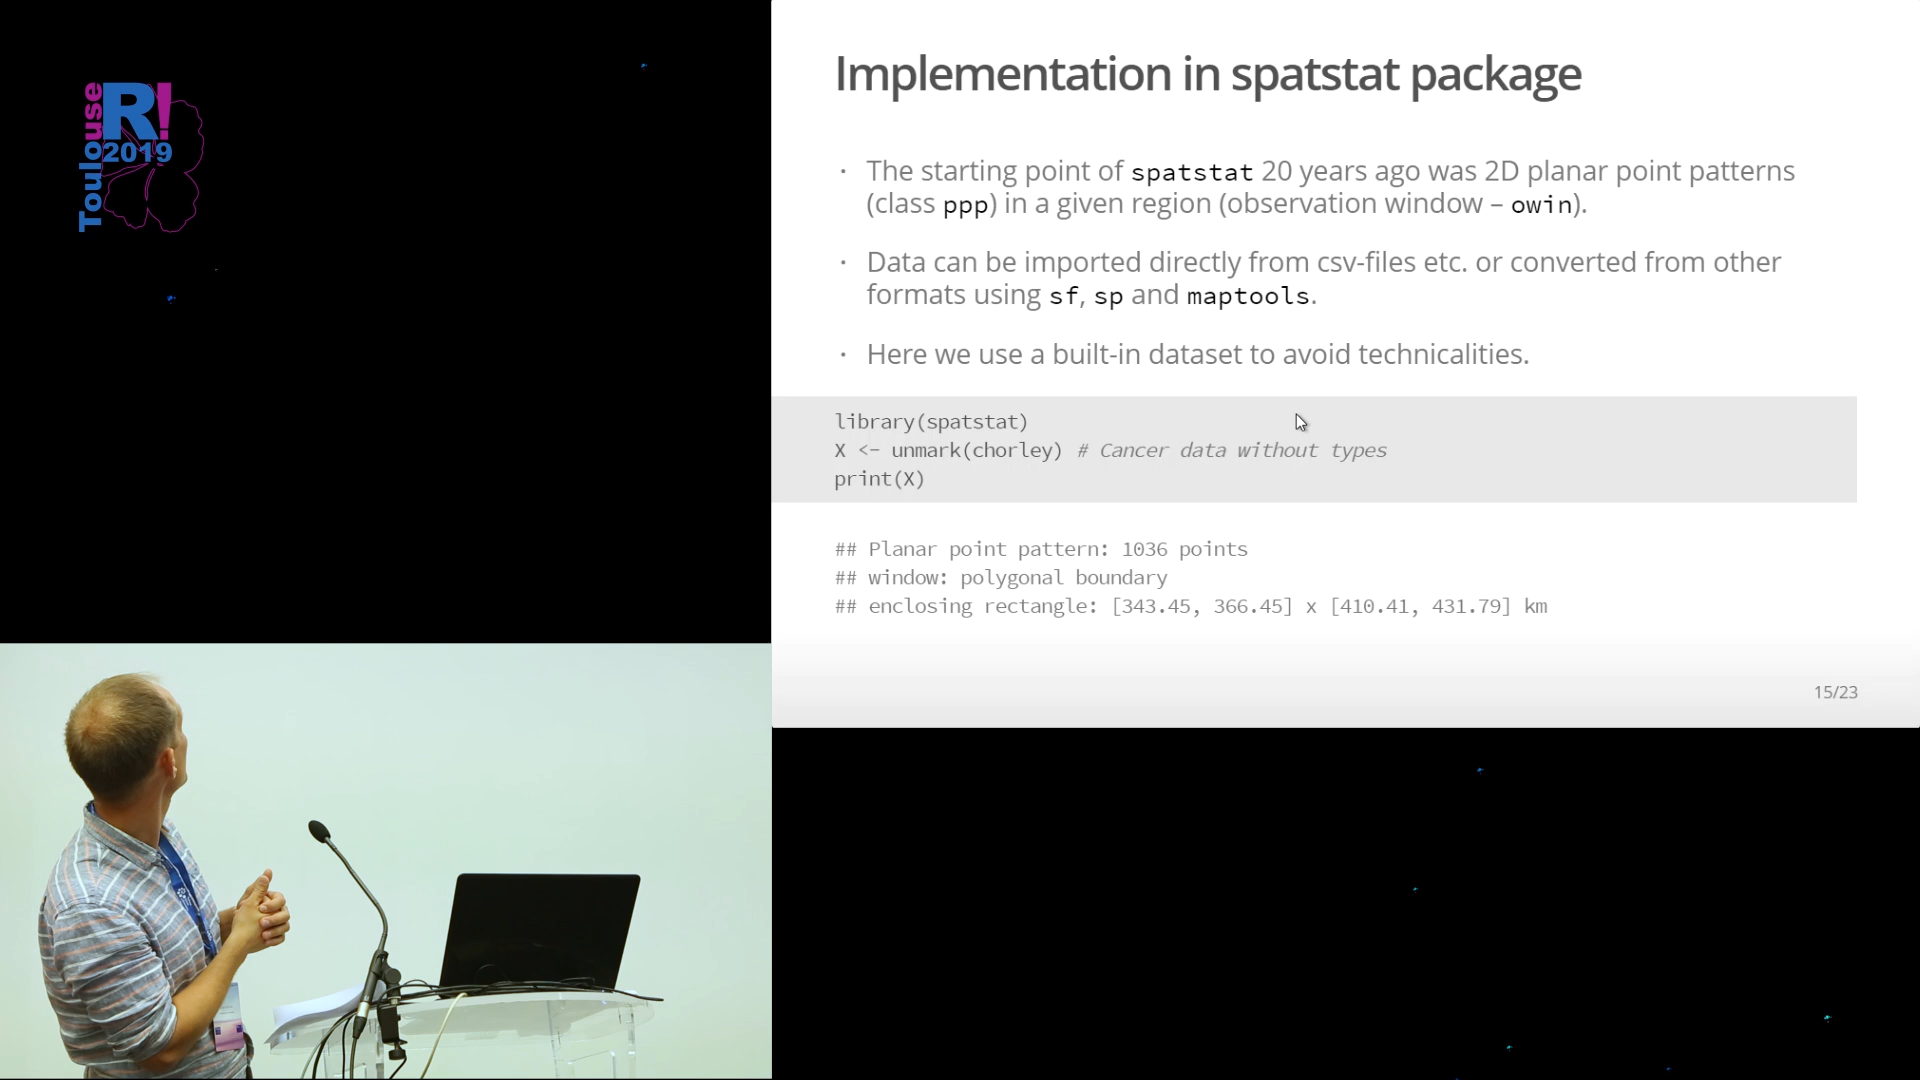 Toulouse
R!
2019
Implementation in spatstat package
· The starting point of spatstat 20 years ago was 2D planar point patterns
(class ppp) in a given region (observation window – owin).
· Data can be imported directly from csv-files etc. or converted from other
formats using sf, sp and maptools.
· Here we use a built-in dataset to avoid technicalities.
library(spatstat)
X <- unmark(chorley) # Cancer data without types
print(X)
## Planar point pattern: 1036 points
## window: polygonal boundary
## enclosing rectangle: [343.45, 366.45] x [410.41, 431.79] km
15/23